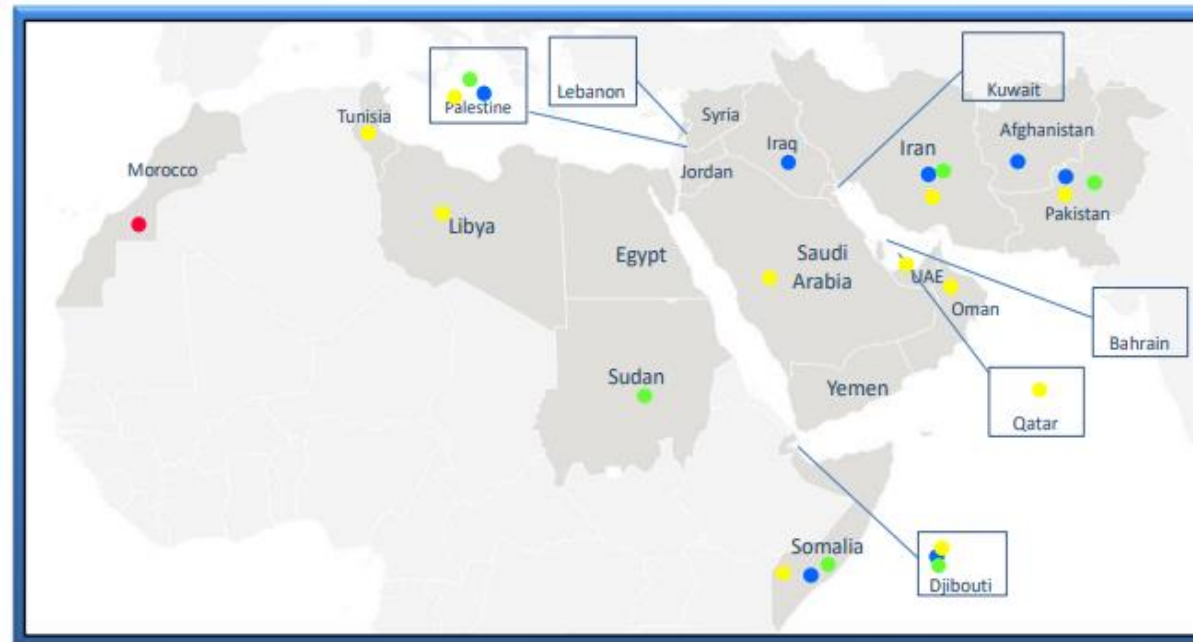 Palestine
Lebanon
Kuwait
Tunisia
Syria
Afghanistan
Iraq
Iran
Morocco
Jordan
Pakistan
Libya
Egypt
Saudi
Arabia
UAE
Oman
Bahrain
Sudan
Yemen
Qatar
Somalia
Djibouti